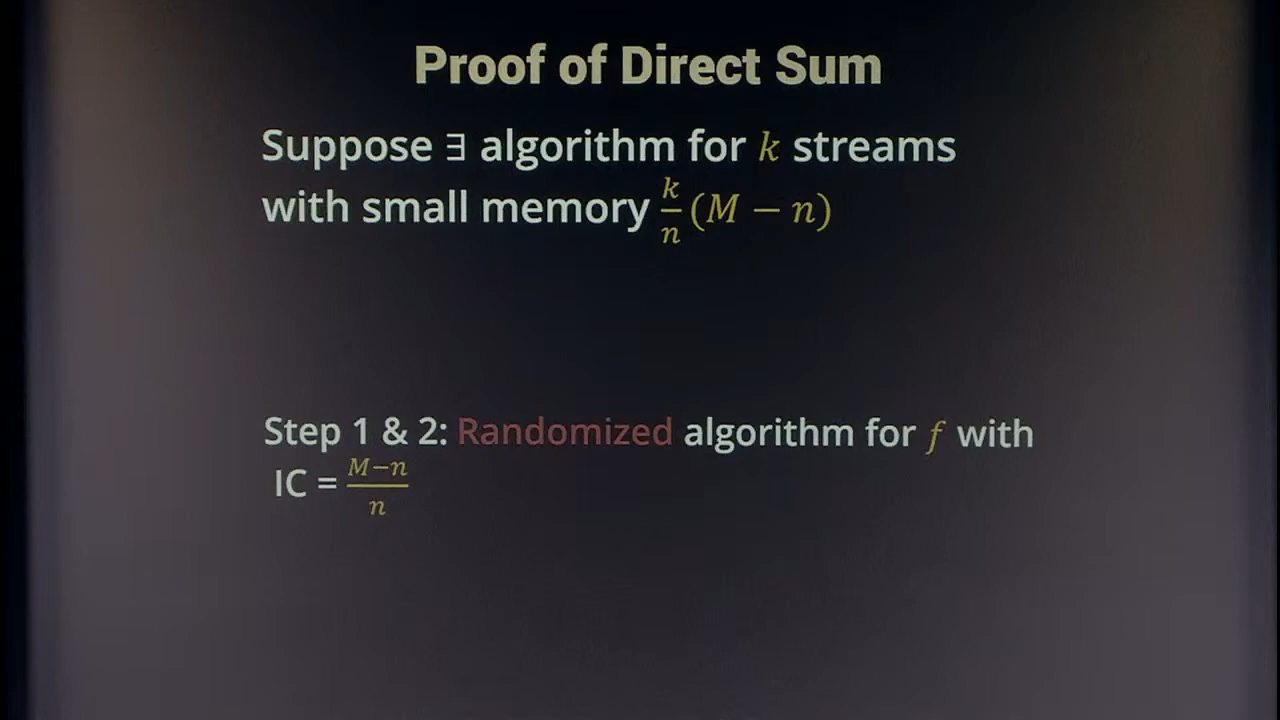 Proof of Direct Sum
Suppose ∃ algorithm for k streams
with small memory k/n (M − n)
Step 1 & 2: Randomized algorithm for f with
IC = M−n/n